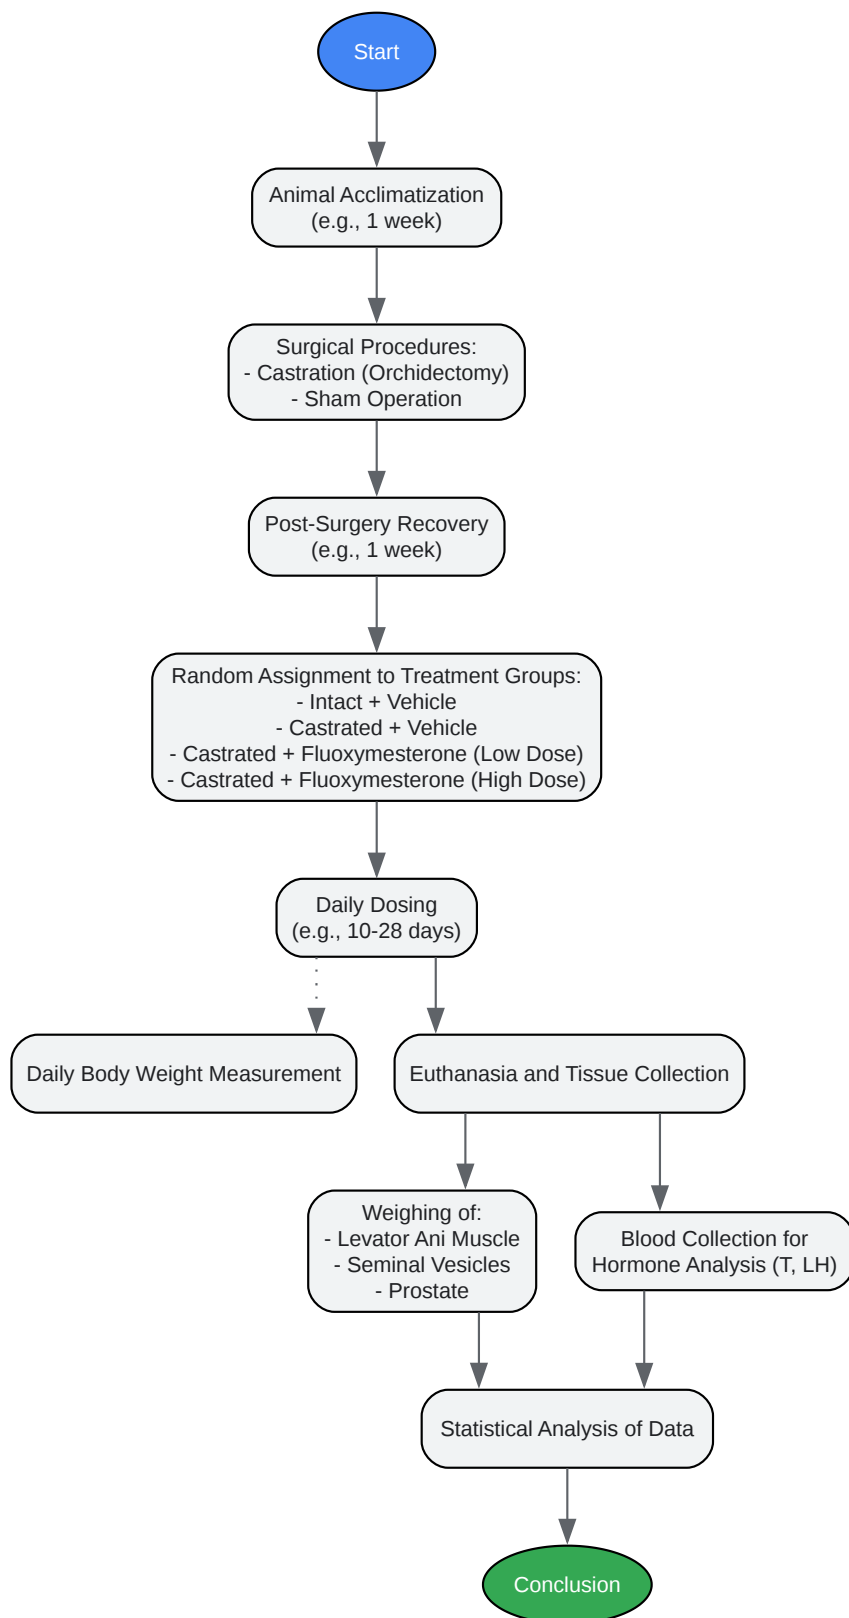 Start
Animal Acclimatization
(e.g., 1 week)
Surgical Procedures:
- Castration (Orchidectomy)
- Sham Operation
Post-Surgery Recovery
(e.g., 1 week)
Random Assignment to Treatment Groups:
- Intact + Vehicle
- Castrated + Vehicle
- Castrated + Fluoxymesterone (Low Dose)
- Castrated + Fluoxymesterone (High Dose)
Daily Dosing
(e.g., 10-28 days)
Daily Body Weight Measurement
Euthanasia and Tissue Collection
Weighing of:
- Levator Ani Muscle
- Seminal Vesicles
- Prostate
Blood Collection for
Hormone Analysis (T, LH)
Statistical Analysis of Data
Conclusion